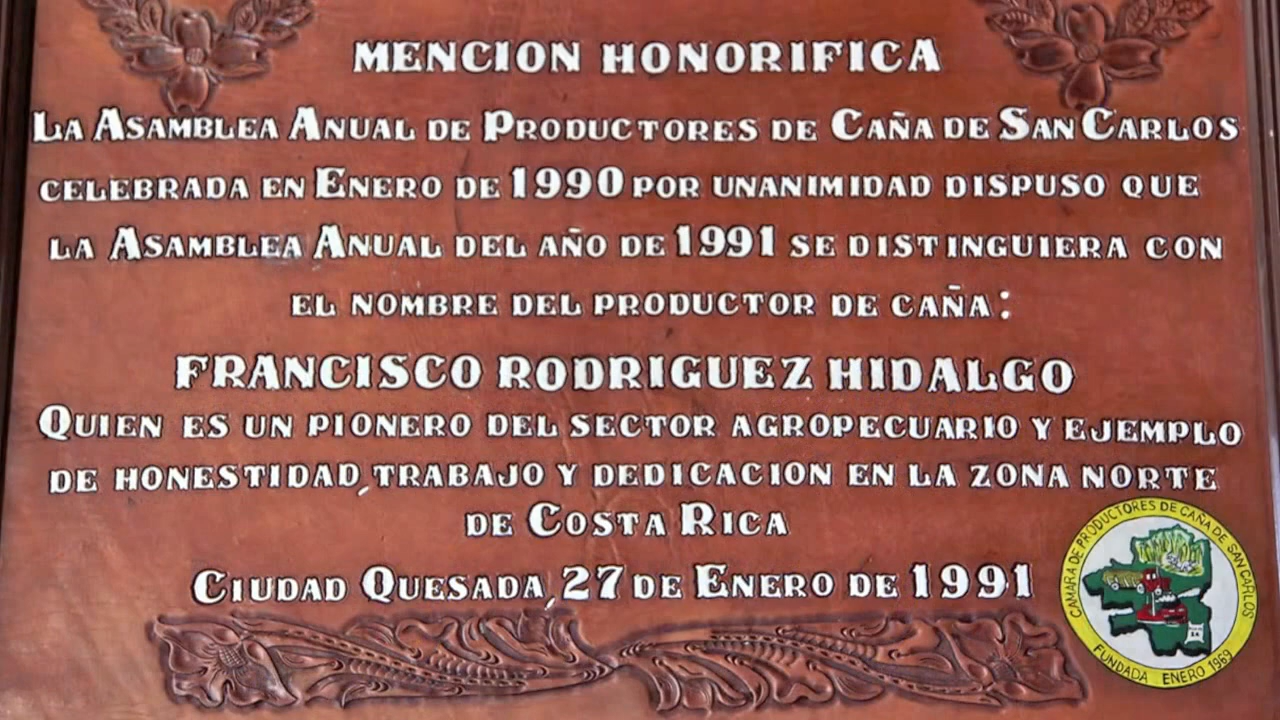 MENCION HONORIFICA
LA ASAMBLEA ANUAL DE PRODUCTORES DE CAÑA DE SAN CARLOS
CELEBRADA EN ENERO DE 1990 POR UNANIMIDAD DISPUSO QUE
LA ASAMBLEA ANUAL DEL AÑO DE 1991 SE DISTINGUIERA CON
EL NOMBRE DEL PRODUCTOR DE CAÑA:
FRANCISCO RODRIGUEZ HIDALGO
QUIEN ES UN PIONERO DEL SECTOR AGROPECUARIO Y EJEMPLO
DE HONESTIDAD, TRABAJO Y DEDICACION EN LA ZONA NORTE
DE COSTA RICA
CIUDAD QUESADA, 27 DE ENERO DE 1991
CAMARA DE PRODUCTORES DE CAÑA DE SAN CARLOS
FUNDADA ENERO 1969